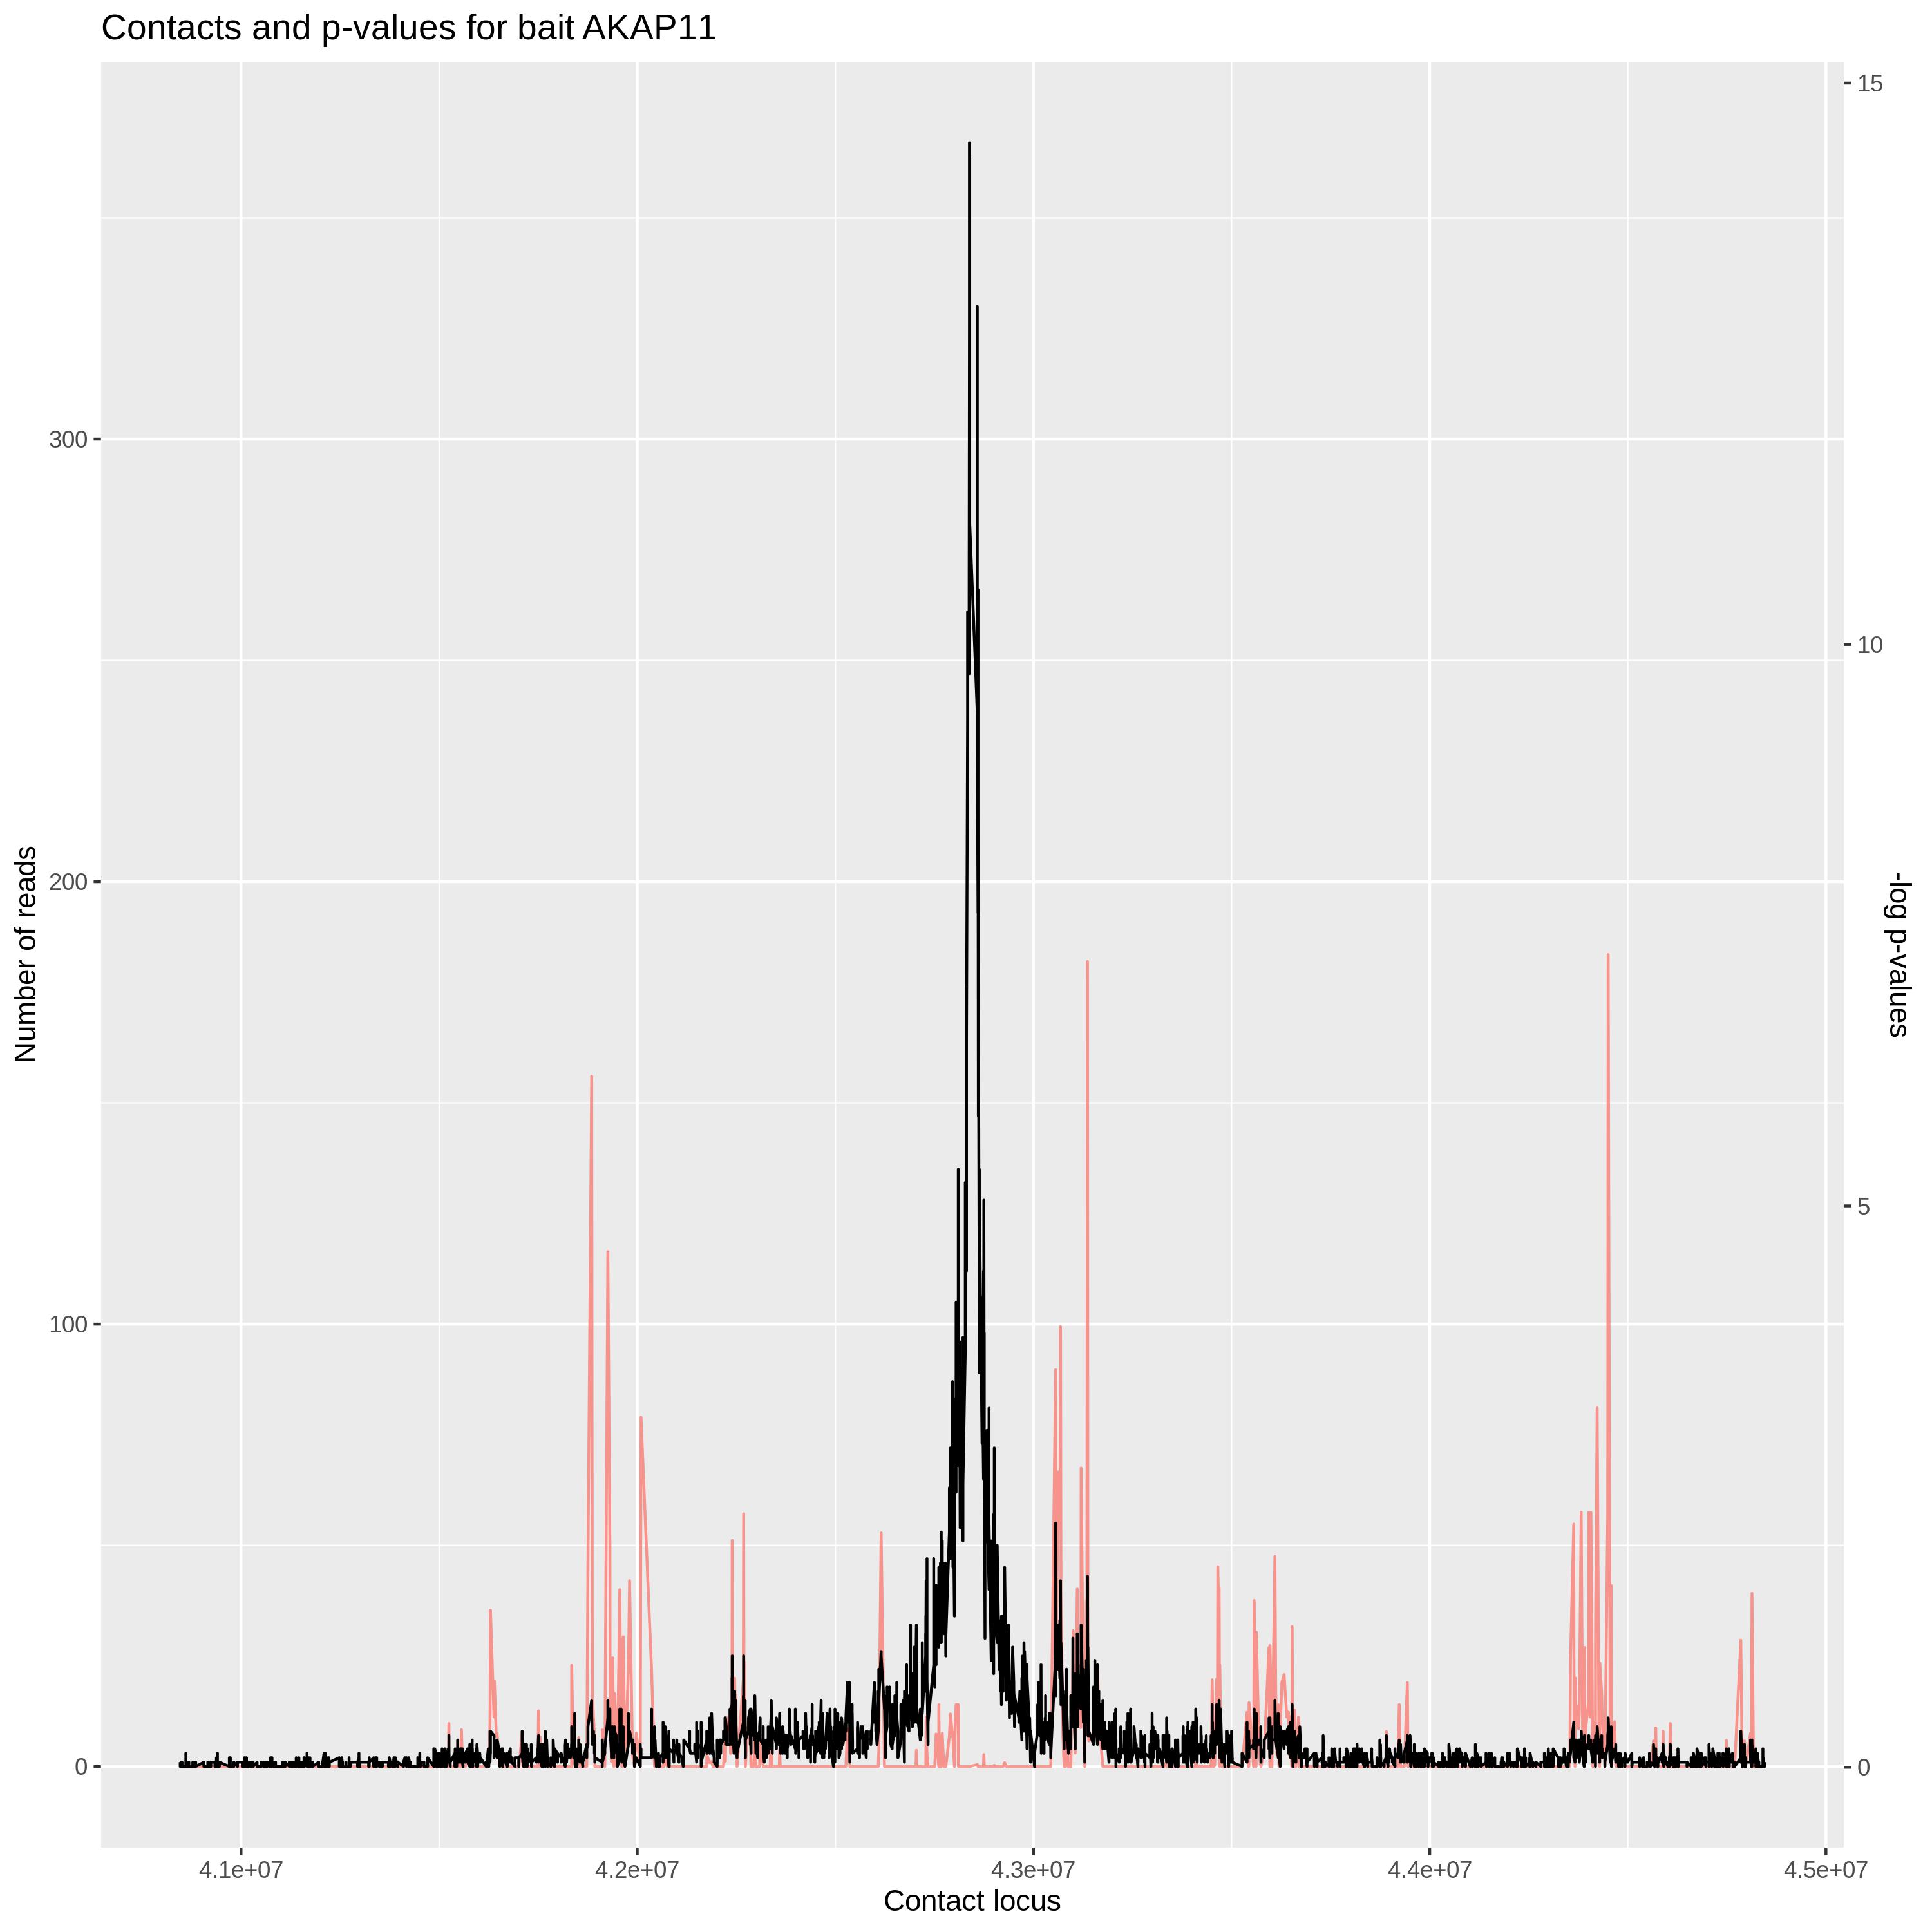 Contacts and p-values for bait AKAP11
Number of reads
300
200
100
0
15
10
5
0
-log p-values
4.1e+07
4.2e+07
4.3e+07
4.4e+07
4.5e+07
Contact locus